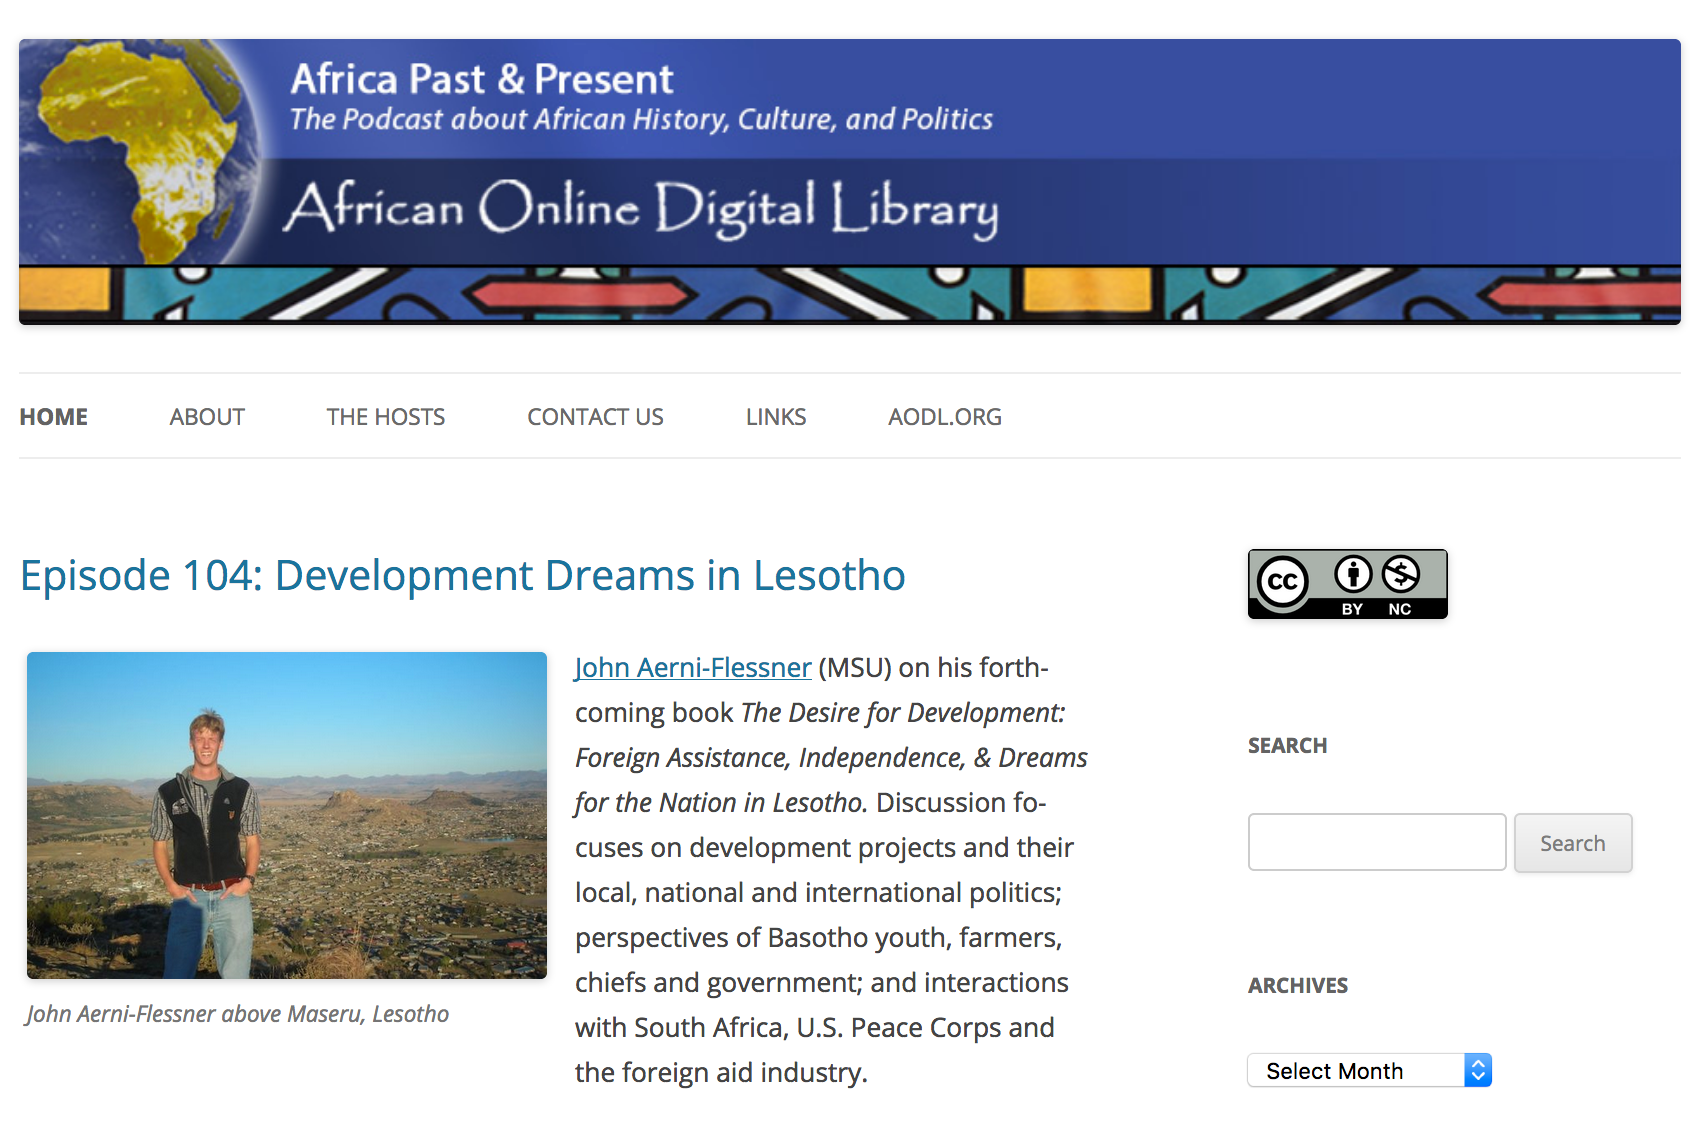 Africa Past & Present
The Podcast about African History, Culture, and Politics
African Online Digital Library
HOME
ABOUT
THE HOSTS
CONTACT US
LINKS
AODL.ORG
Episode 104: Development Dreams in Lesotho
John Aerni-Flessner (MSU) on his forth-
coming book The Desire for Development:
Foreign Assistance, Independence, & Dreams
for the Nation in Lesotho. Discussion fo-
cuses on development projects and their
local, national and international politics;
perspectives of Basotho youth, farmers,
chiefs and government; and interactions
with South Africa, U.S. Peace Corps and
the foreign aid industry.
John Aerni-Flessner above Maseru, Lesotho
cc
BY NC
SEARCH
Search
ARCHIVES
Select Month